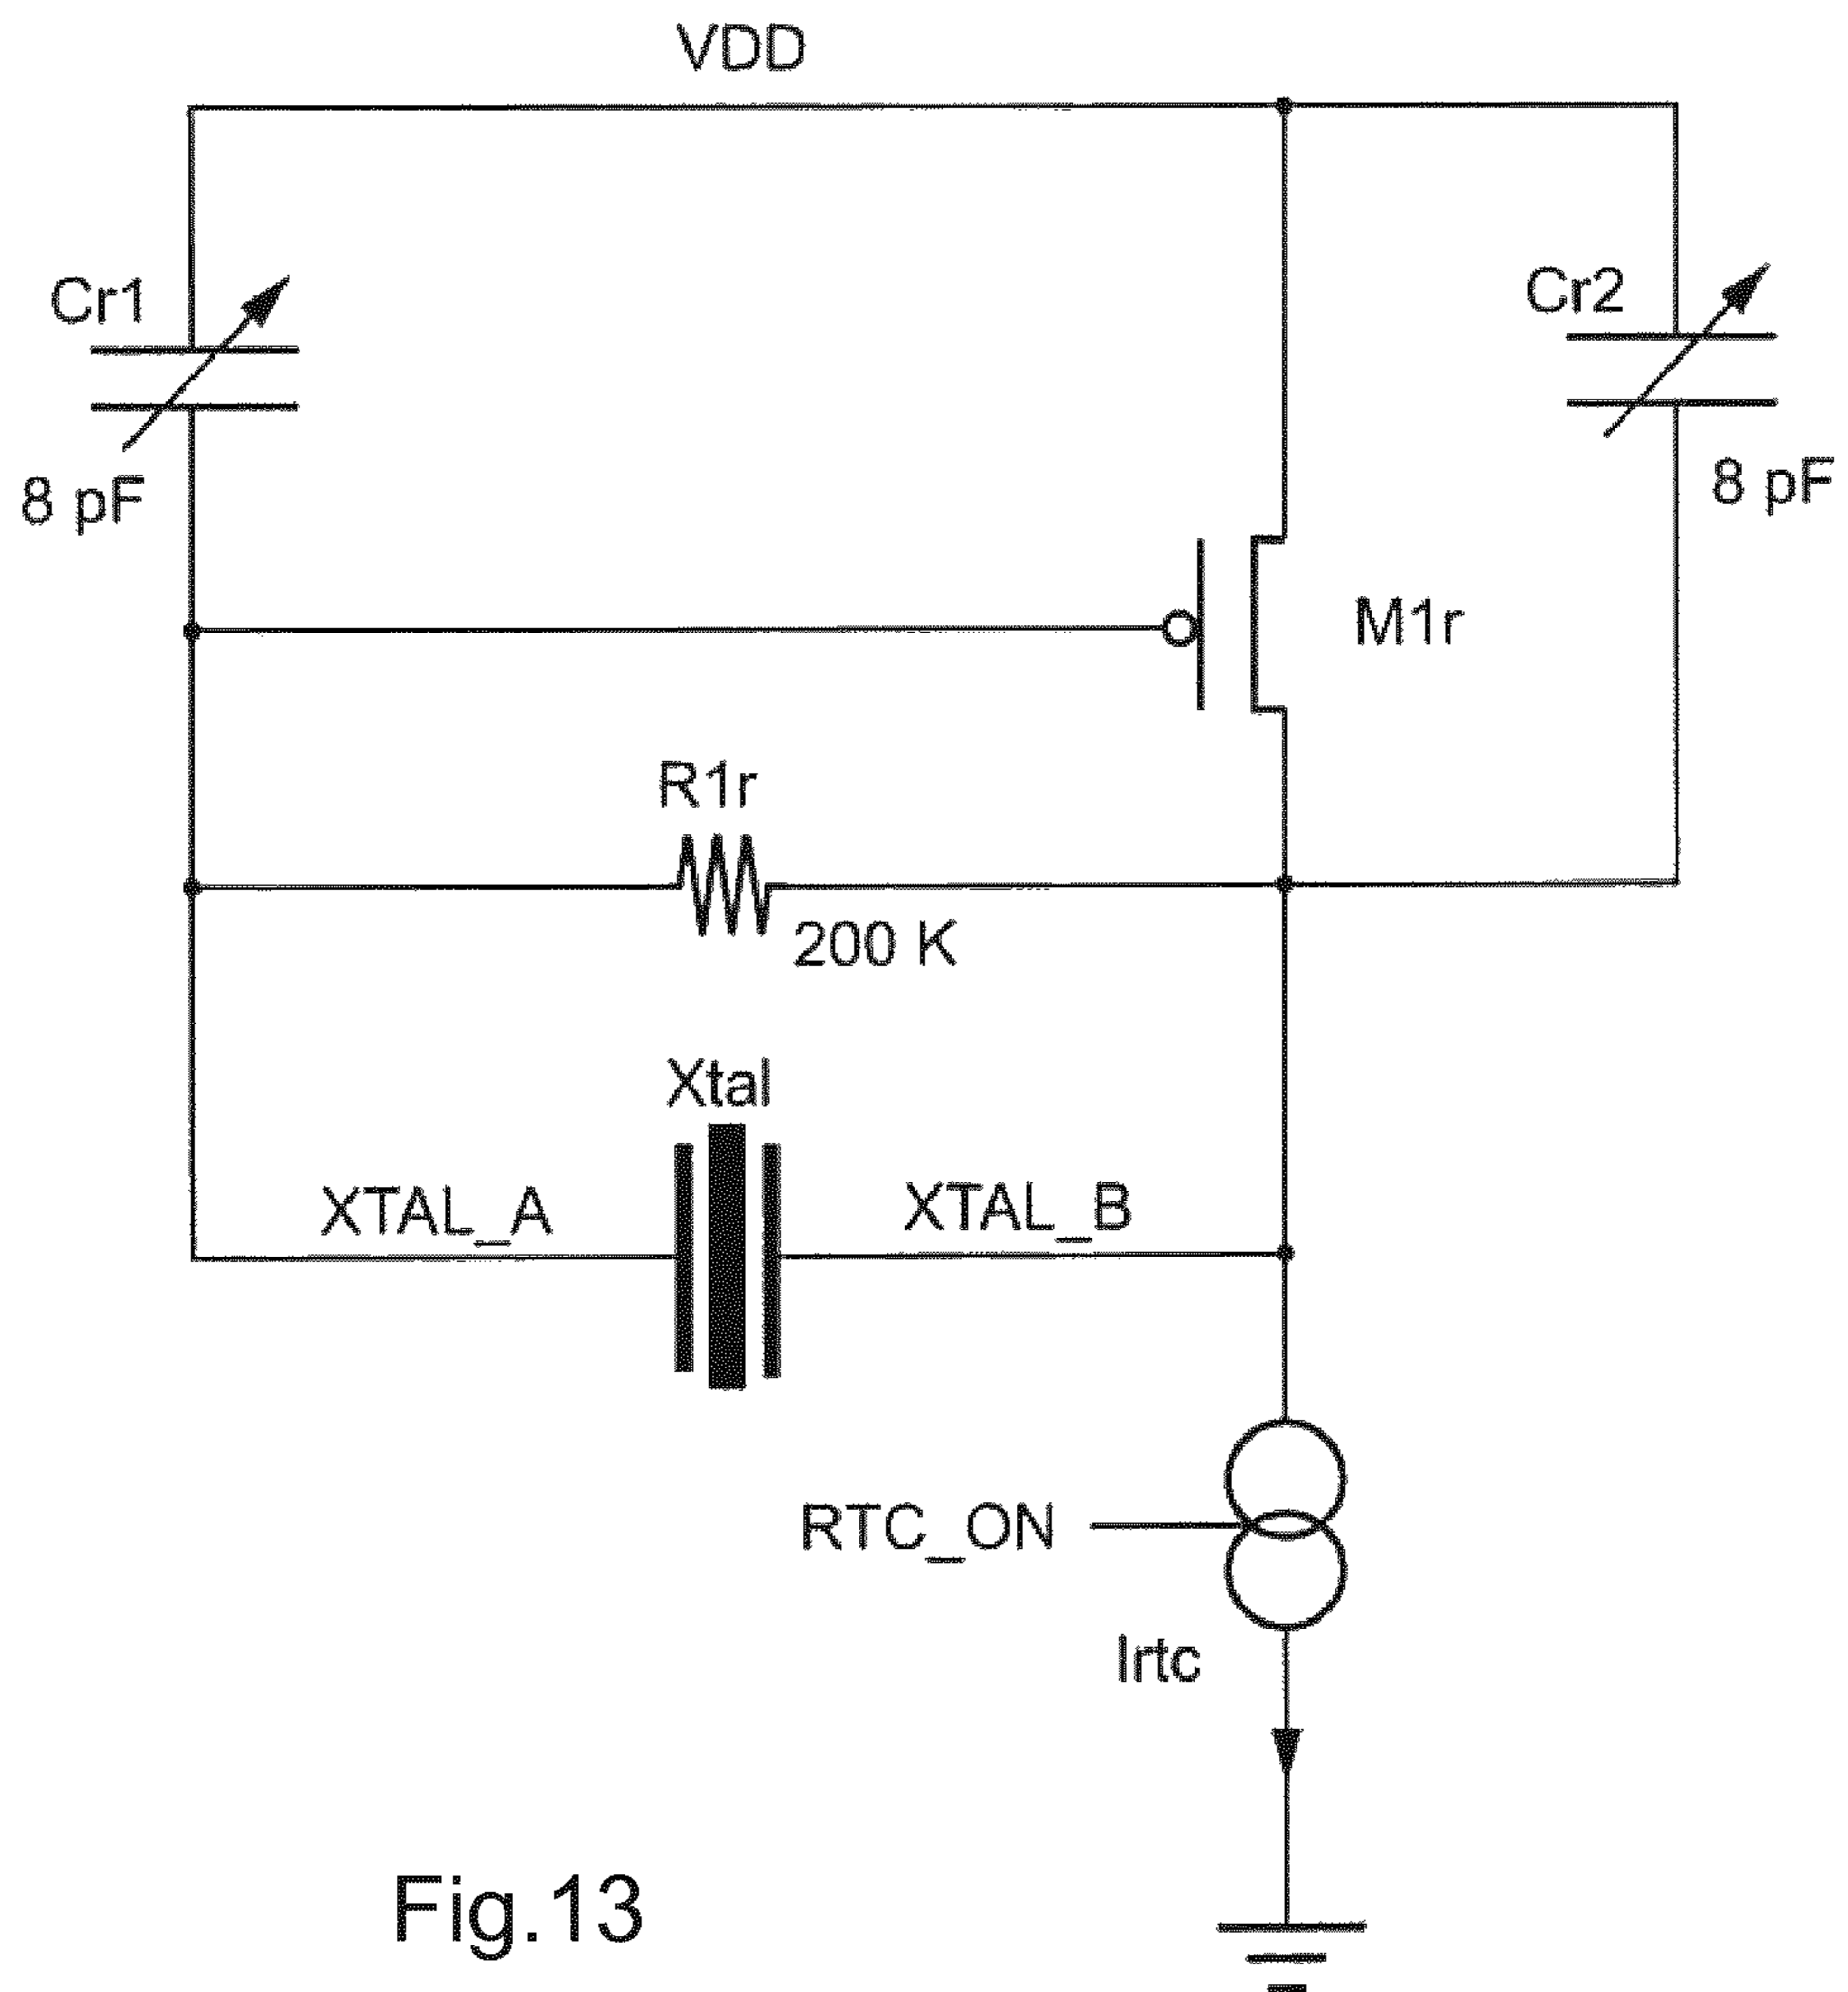 VDD
Cr1
Cr2
8 pF
8 pF
M1r
R1r
200 K
Xtal
XTAL_A
XTAL_B
RTC_ON
Irtc
Fig.13